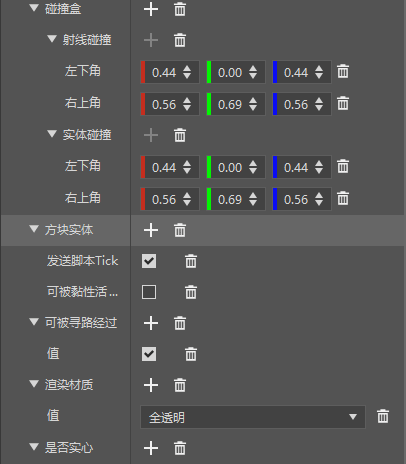 碰撞盒
射线碰撞
左下角 0.44 0.00 0.44
右上角 0.56 0.69 0.56
实体碰撞
左下角 0.44 0.00 0.44
右上角 0.56 0.69 0.56
方块实体
发送脚本Tick
可被黏性活...
可被寻路经过
值
渲染材质
值 全透明
是否实心